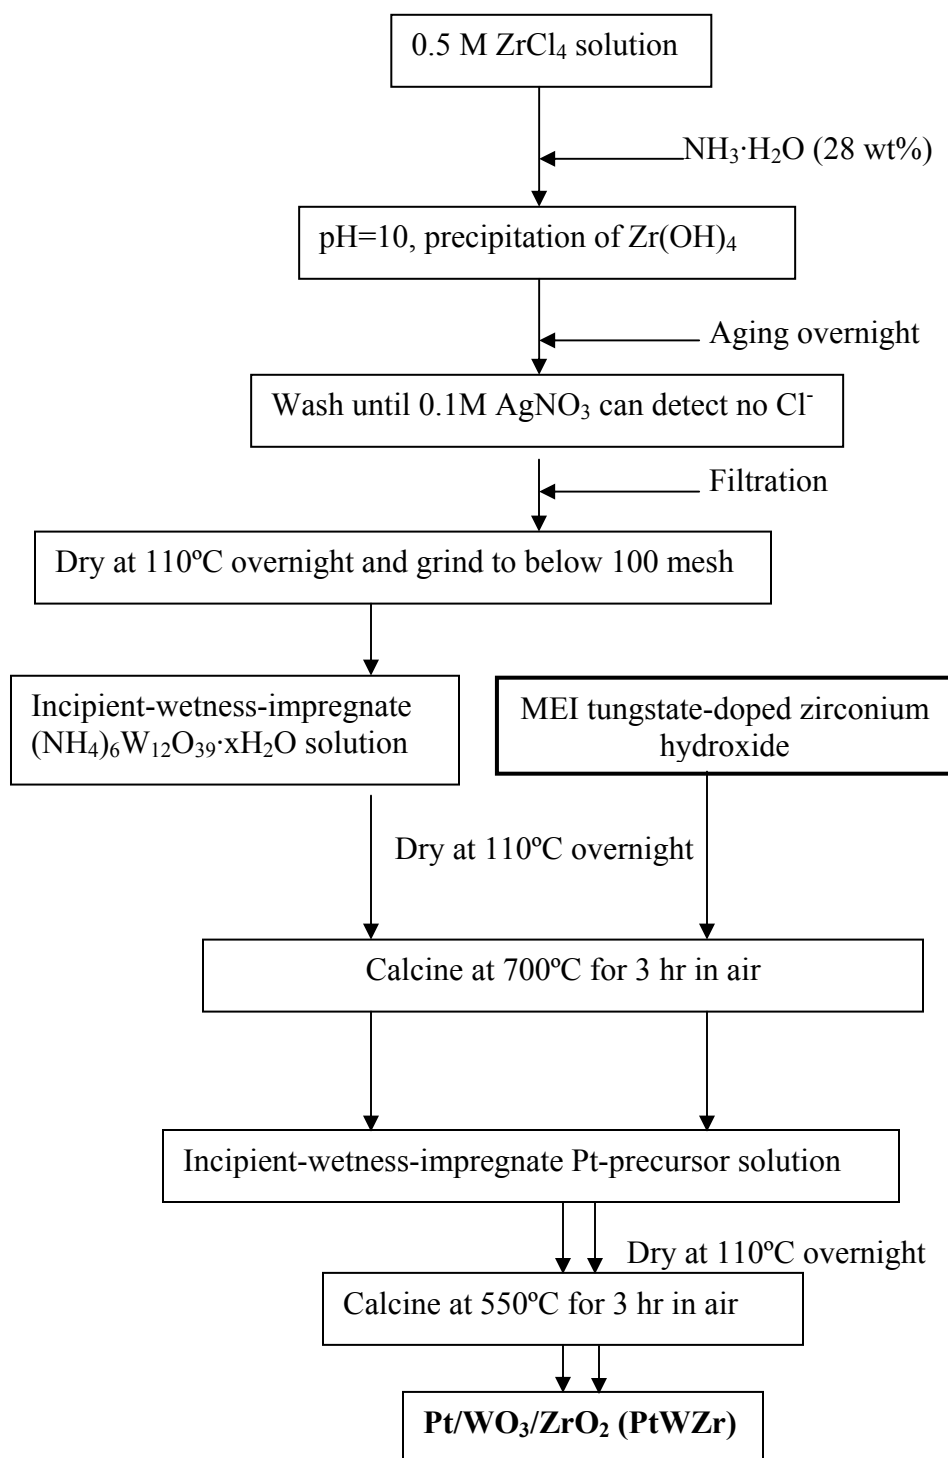 0.5 M ZrCl₄ solution
NH₃·H₂O (28 wt%)
pH=10, precipitation of Zr(OH)₄
Aging overnight
Wash until 0.1M AgNO₃ can detect no Cl⁻
Filtration
Dry at 110ºC overnight and grind to below 100 mesh
Incipient-wetness-impregnate
(NH₄)₆W₁₂O₃₉·xH₂O solution
MEI tungstate-doped zirconium
hydroxide
Dry at 110ºC overnight
Calcine at 700ºC for 3 hr in air
Incipient-wetness-impregnate Pt-precursor solution
Dry at 110ºC overnight
Calcine at 550ºC for 3 hr in air
Pt/WO₃/ZrO₂ (PtWZr)